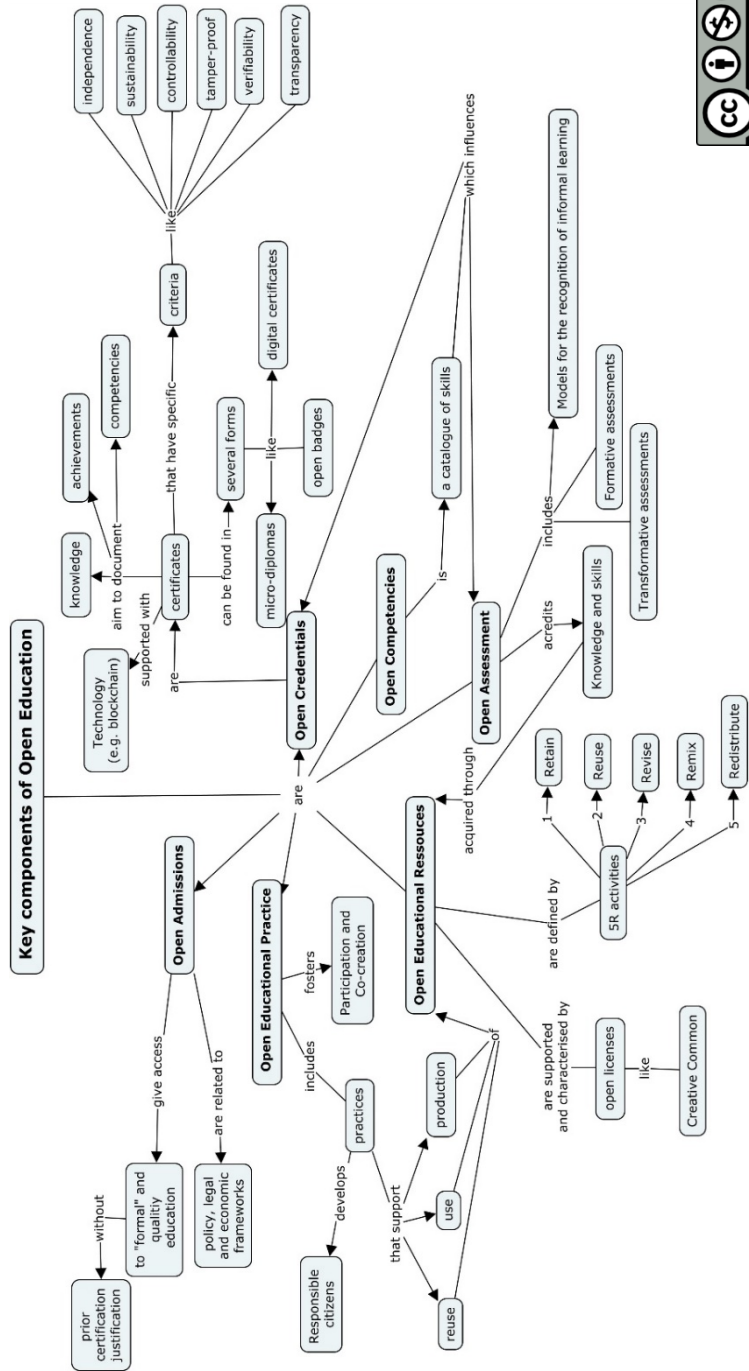 Key components of Open Education
are
Open Admissions
give access
to "formal" and
qualitiy
education
without
prior
certification
justification
are related to
policy, legal
and economic
frameworks
Open Educational Practice
fosters
Participation and
Co-creation
includes
practices
develops
Responsible
citizens
that support
reuse
use
production
of
Open Educational Ressouces
are supported
and characterised by
open licenses
like
Creative Common
are defined by
5R activities
1
Retain
2
Reuse
3
Revise
4
Remix
5
Redistribute
Open Assessment
acredits
Knowledge and skills
acquired through
includes
Models for the recognition of informal learning
Formative assessments
Transformative assessments
Open Competencies
is
a catalogue of skills
which influences
Open Credentials
are
certificates
supported with
Technology
(e.g. blockchain)
aim to document
knowledge
achievements
competencies
that have specific
criteria
like
independence
sustainability
controllability
tamper-proof
verifiability
transparency
can be found in
several forms
like
micro-diplomas
open badges
digital certificates
cc